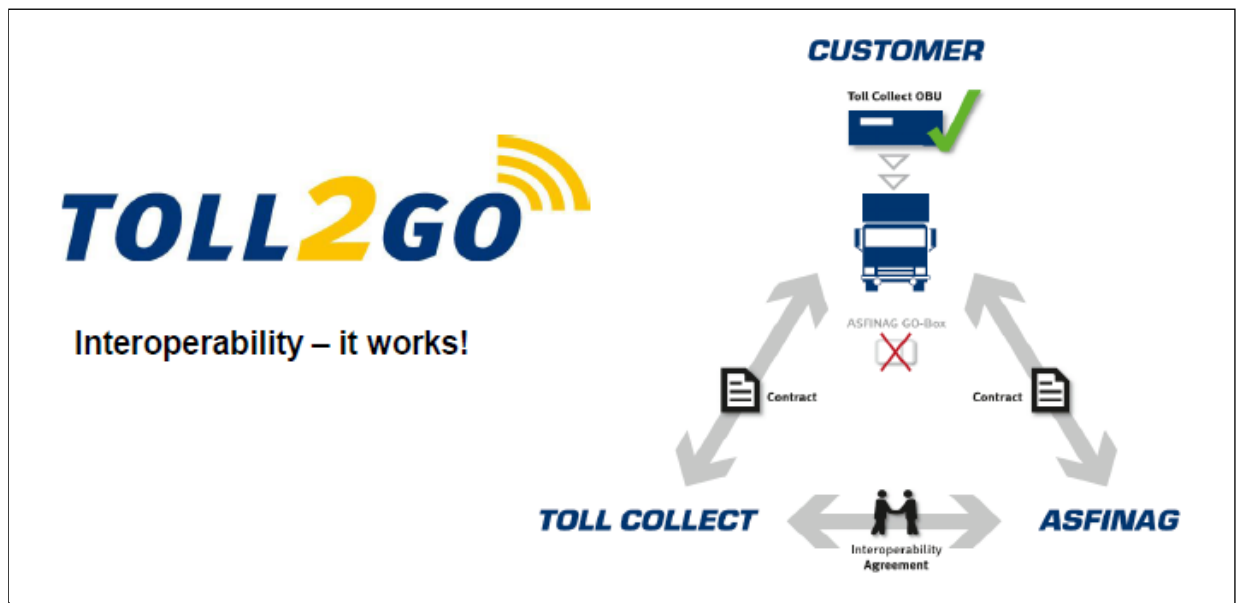 CUSTOMER
Toll Collect OBU
TOLL2GO
Interoperability – it works!
ASFINAG GO-Box
Contract
Contract
TOLL COLLECT
ASFINAG
Interoperability
Agreement